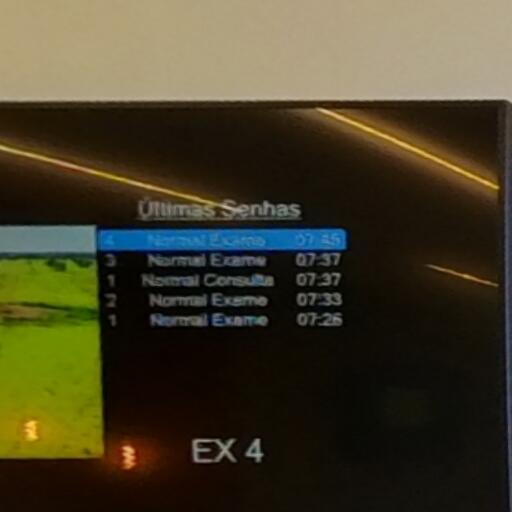 Últimas Senhas
4 Normal Exame 07:45
3 Normal Exame 07:37
1 Normal Consulta 07:37
2 Normal Exame 07:33
1 Normal Exame 07:26
EX 4